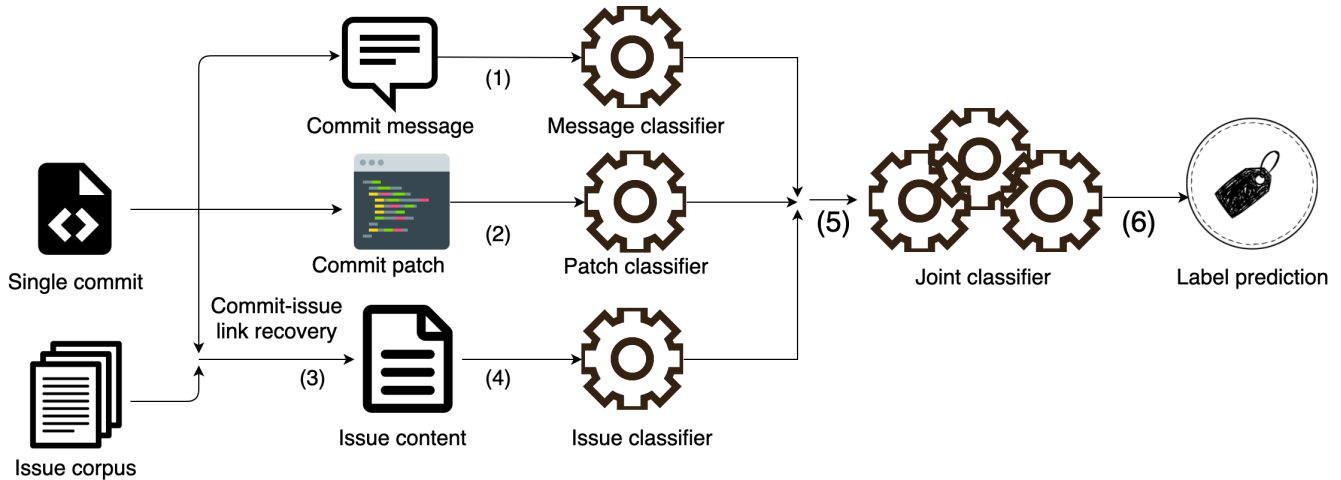 (1)
Commit message
Message classifier
Single commit
(2)
Commit patch
Patch classifier
(5)
Joint classifier
(6)
Label prediction
Commit-issue
link recovery
(3)
(4)
Issue corpus
Issue content
Issue classifier